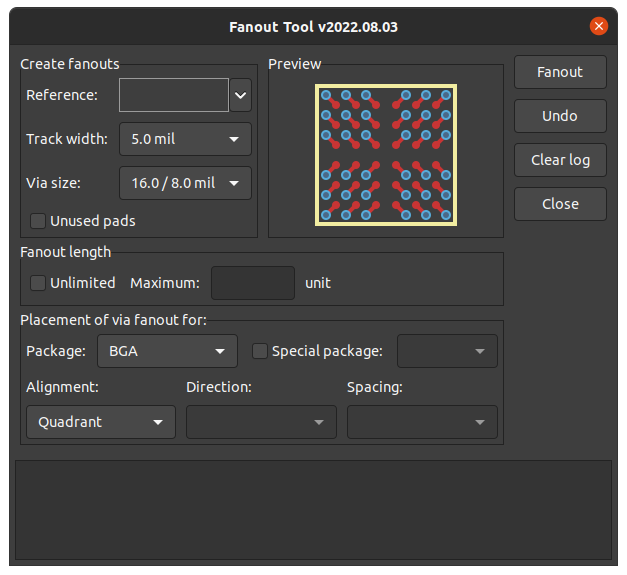 Fanout Tool v2022.08.03
Create fanouts
Reference:
Track width: 5.0 mil
Via size: 16.0 / 8.0 mil
Unused pads
Preview
Fanout
Undo
Clear log
Close
Fanout length
Unlimited Maximum: unit
Placement of via fanout for:
Package: BGA Special package:
Alignment: Direction: Spacing:
Quadrant